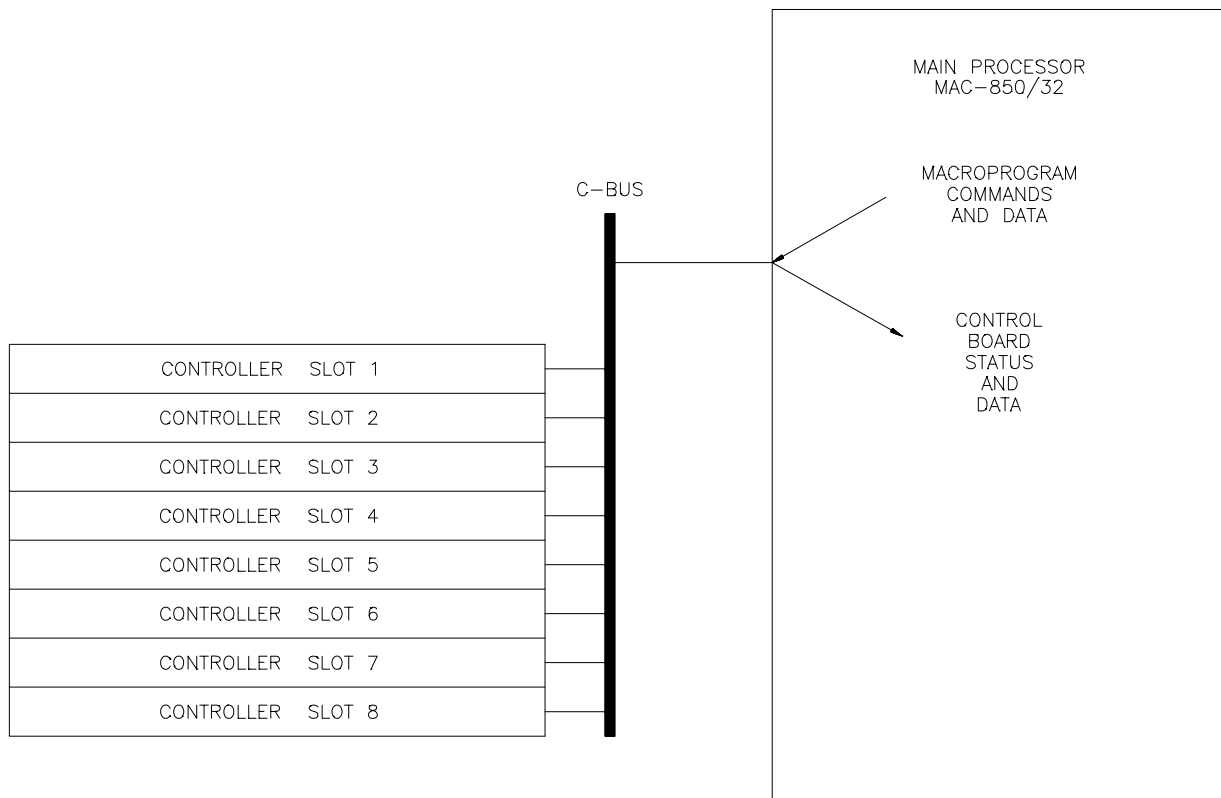 MAIN PROCESSOR
MAC-850/32
MACROPROGRAM
COMMANDS
AND DATA
C-BUS
CONTROL
BOARD
STATUS
AND
DATA
CONTROLLER SLOT 1
CONTROLLER SLOT 2
CONTROLLER SLOT 3
CONTROLLER SLOT 4
CONTROLLER SLOT 5
CONTROLLER SLOT 6
CONTROLLER SLOT 7
CONTROLLER SLOT 8